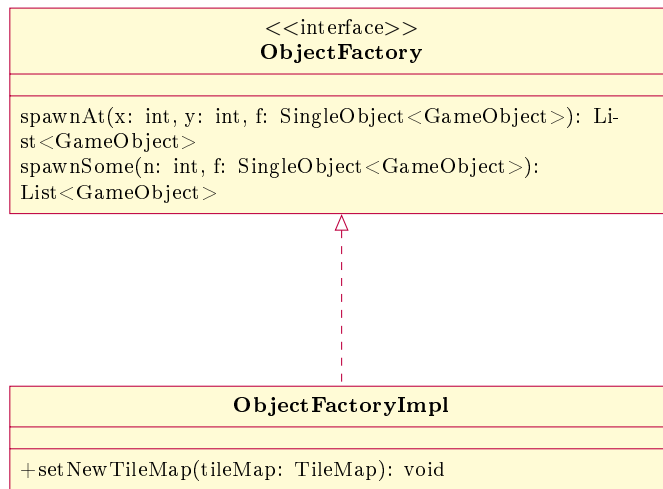 <<interface>>
ObjectFactory
spawnAt(x: int, y: int, f: SingleObject<GameObject>): Li-
st<GameObject>
spawnSome(n: int, f: SingleObject<GameObject>):
List<GameObject>
ObjectFactoryImpl
+setNewTileMap(tileMap: TileMap): void